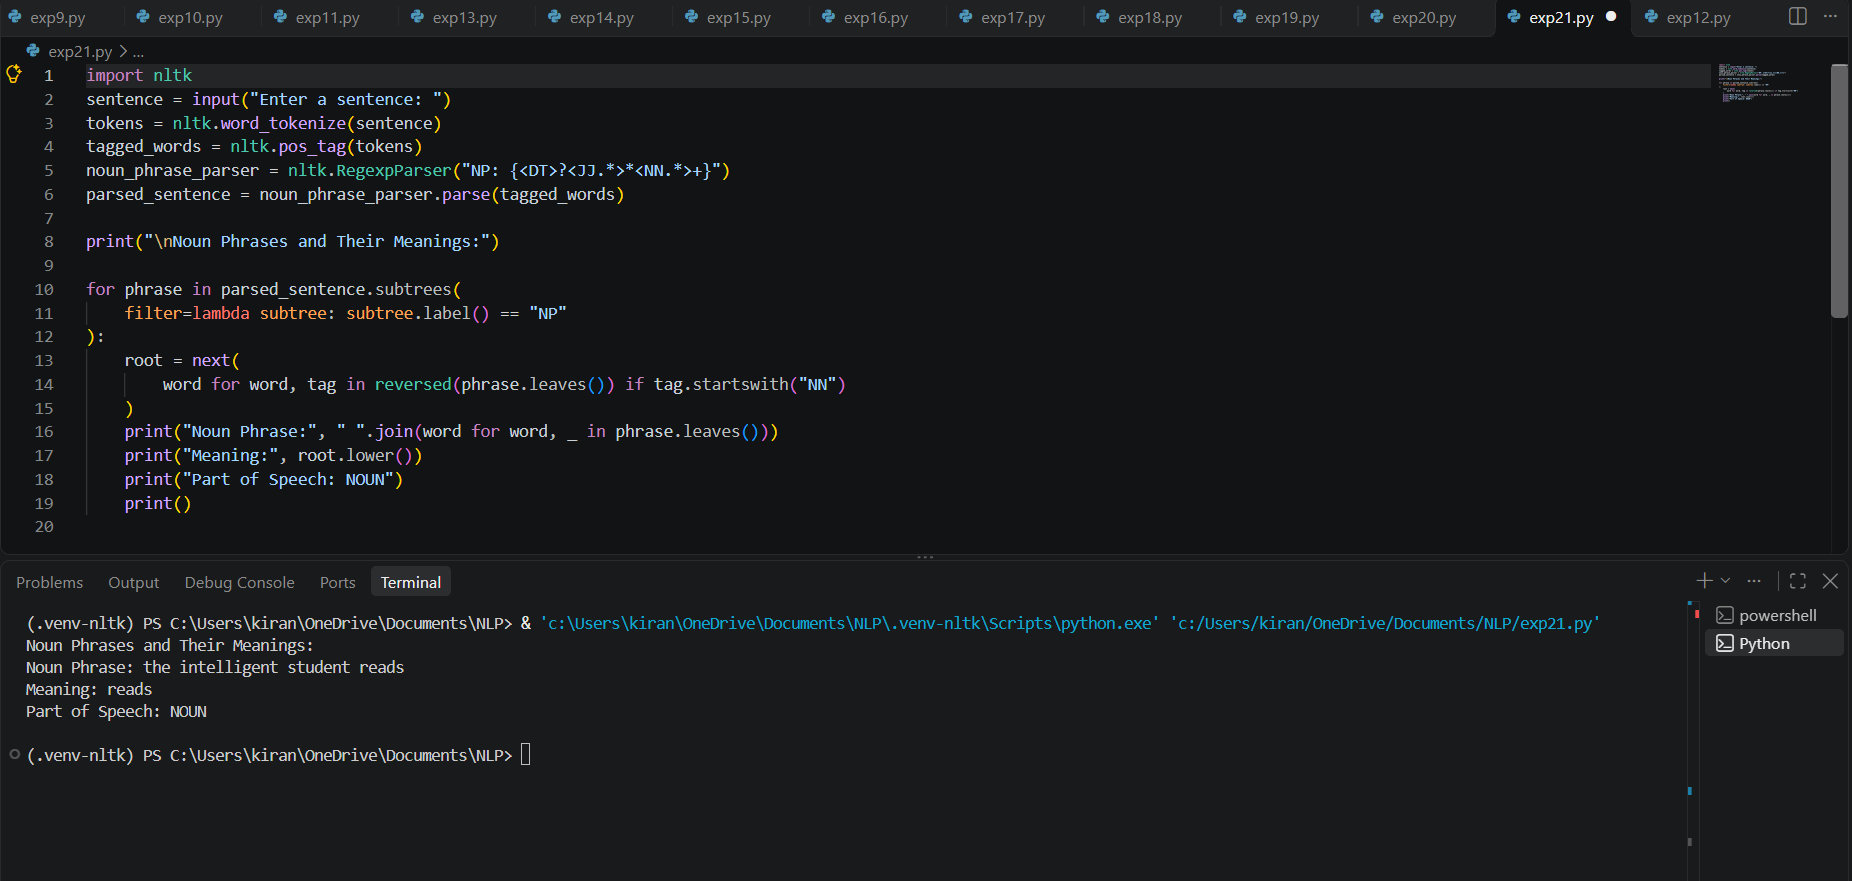 exp9.py exp10.py exp11.py exp13.py exp14.py exp15.py exp16.py exp17.py exp18.py exp19.py exp20.py exp21.py exp12.py
exp21.py > ...
1 import nltk
2 sentence = input("Enter a sentence: ")
3 tokens = nltk.word_tokenize(sentence)
4 tagged_words = nltk.pos_tag(tokens)
5 noun_phrase_parser = nltk.RegexpParser("NP: {<DT>?<JJ.*>*<NN.*>+}")
6 parsed_sentence = noun_phrase_parser.parse(tagged_words)
7
8 print("\nNoun Phrases and Their Meanings:")
9
10 for phrase in parsed_sentence.subtrees(
11     filter=lambda subtree: subtree.label() == "NP"
12 ):
13     root = next(
14         word for word, tag in reversed(phrase.leaves()) if tag.startswith("NN")
15     )
16     print("Noun Phrase:", " ".join(word for word, _ in phrase.leaves()))
17     print("Meaning:", root.lower())
18     print("Part of Speech: NOUN")
19     print()
20
Problems Output Debug Console Ports Terminal
(.venv-nltk) PS C:\Users\kiran\OneDrive\Documents\NLP> & 'c:\Users\kiran\OneDrive\Documents\NLP\.venv-nltk\Scripts\python.exe' 'c:/Users/kiran/OneDrive/Documents/NLP/exp21.py'
Noun Phrases and Their Meanings:
Noun Phrase: the intelligent student reads
Meaning: reads
Part of Speech: NOUN
(.venv-nltk) PS C:\Users\kiran\OneDrive\Documents\NLP>
powershell
Python